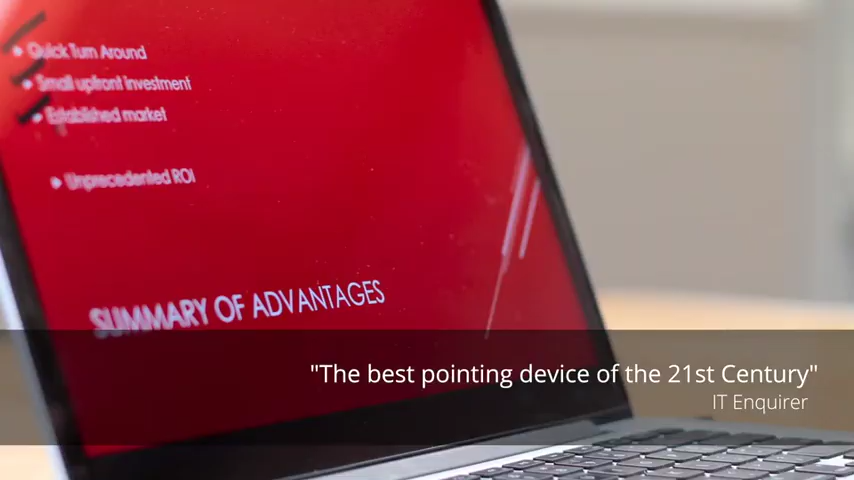 Quick Turn Around
Small upfront investment
Established market
Unprecedented ROI
SUMMARY OF ADVANTAGES
"The best pointing device of the 21st Century"
IT Enquirer